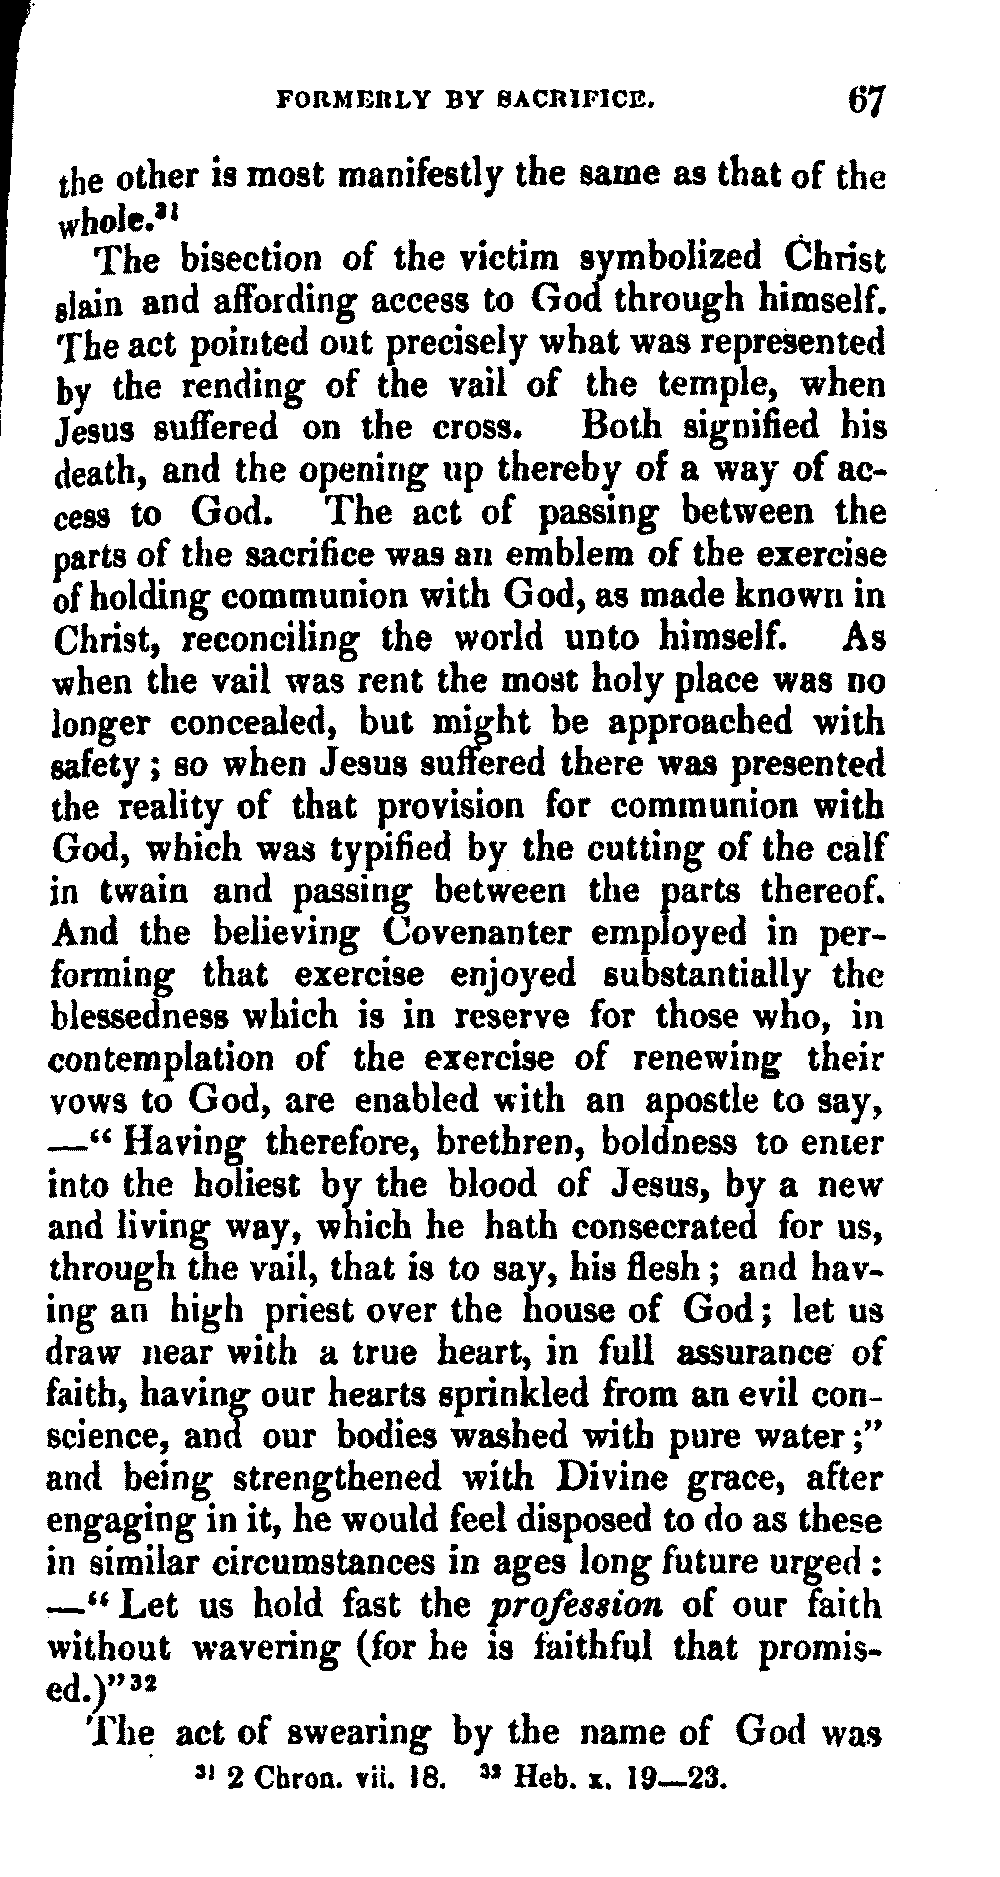 FORMERLY BY SACRIFICE. 67
the other is most manifestly the same as that of the
whole.³¹
The bisection of the victim symbolized Christ
slain and affording access to God through himself.
The act pointed out precisely what was represented
by the rending of the vail of the temple, when
Jesus suffered on the cross. Both signified his
death, and the opening up thereby of a way of ac-
cess to God. The act of passing between the
parts of the sacrifice was an emblem of the exercise
of holding communion with God, as made known in
Christ, reconciling the world unto himself. As
when the vail was rent the most holy place was no
longer concealed, but might be approached with
safety; so when Jesus suffered there was presented
the reality of that provision for communion with
God, which was typified by the cutting of the calf
in twain and passing between the parts thereof.
And the believing Covenanter employed in per-
forming that exercise enjoyed substantially the
blessedness which is in reserve for those who, in
contemplation of the exercise of renewing their
vows to God, are enabled with an apostle to say,
—“ Having therefore, brethren, boldness to enter
into the holiest by the blood of Jesus, by a new
and living way, which he hath consecrated for us,
through the vail, that is to say, his flesh; and hav-
ing an high priest over the house of God; let us
draw near with a true heart, in full assurance of
faith, having our hearts sprinkled from an evil con-
science, and our bodies washed with pure water;”
and being strengthened with Divine grace, after
engaging in it, he would feel disposed to do as these
in similar circumstances in ages long future urged :
—“ Let us hold fast the profession of our faith
without wavering (for he is faithful that promis-
ed.)”³²
The act of swearing by the name of God was
³¹ 2 Chron. vii. 18. ³² Heb. x. 19—23.